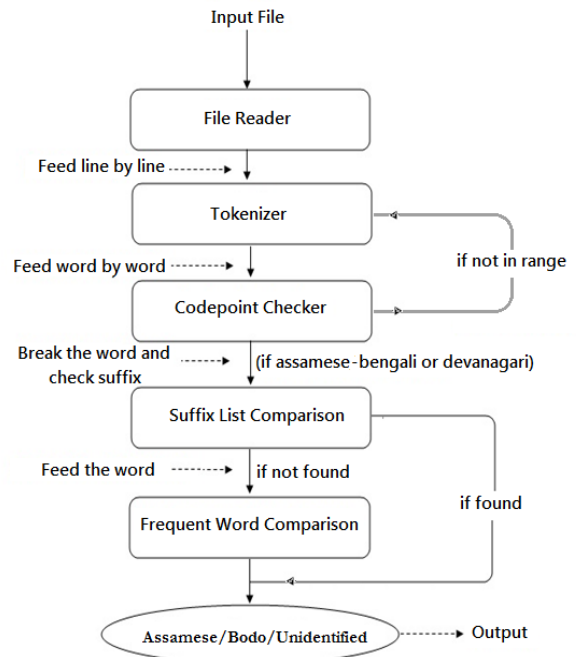 Input File
File Reader
Feed line by line
Tokenizer
Feed word by word
if not in range
Codepoint Checker
Break the word and
check suffix
(if assamese-bengali or devanagari)
Suffix List Comparison
Feed the word
if not found
if found
Frequent Word Comparison
Assamese/Bodo/Unidentified
Output